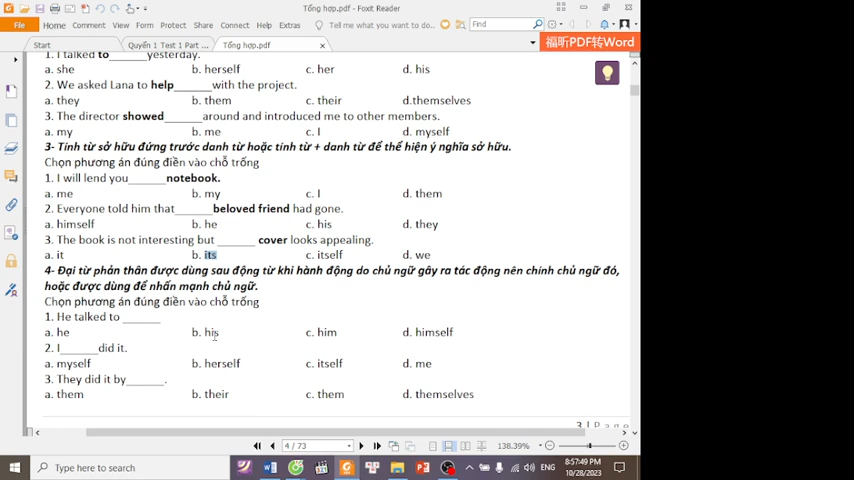 Tổng hợp.pdf - Foxit Reader
File Home Comment View Form Protect Share Connect Help Extras Tell me what you want to do.. Find
Start Quyển 1 Test 1 Part ... Tổng hợp.pdf
福昕PDF转Word
1. I talked to______yesterday.
a. she b. herself c. her d. his
2. We asked Lana to help______with the project.
a. they b. them c. their d.themselves
3. The director showed______around and introduced me to other members.
a. my b. me c. I d. myself
3- Tính từ sở hữu đứng trước danh từ hoặc tính từ + danh từ để thể hiện ý nghĩa sở hữu.
Chọn phương án đúng điền vào chỗ trống
1. I will lend you______notebook.
a. me b. my c. I d. them
2. Everyone told him that______beloved friend had gone.
a. himself b. he c. his d. they
3. The book is not interesting but ______ cover looks appealing.
a. it b. its c. itself d. we
4- Đại từ phản thân được dùng sau động từ khi hành động do chủ ngữ gây ra tác động nên chính chủ ngữ đó,
hoặc được dùng để nhấn mạnh chủ ngữ.
Chọn phương án đúng điền vào chỗ trống
1. He talked to ______
a. he b. his c. him d. himself
2. I______did it.
a. myself b. herself c. itself d. me
3. They did it by______.
a. them b. their c. them d. themselves
3 | P a g e
4 / 73 138.39%
Type here to search ENG 8:57:49 PM
10/28/2023